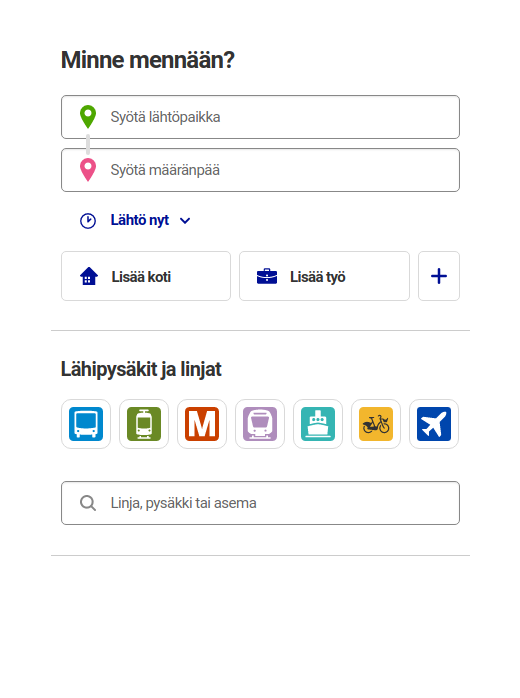 Minne mennään?
Syötä lähtöpaikka
Syötä määränpää
Lähtö nyt
Lisää koti
Lisää työ
Lähipysäkit ja linjat
M
Linja, pysäkki tai asema